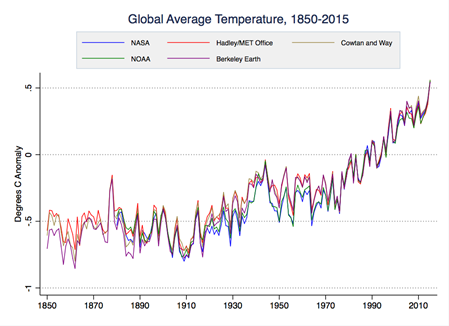 Global Average Temperature, 1850-2015
NASA Hadley/MET Office Cowtan and Way
NOAA Berkeley Earth
Degrees C Anomaly
.5
0
-.5
-1
1850 1870 1890 1910 1930 1950 1970 1990 2010